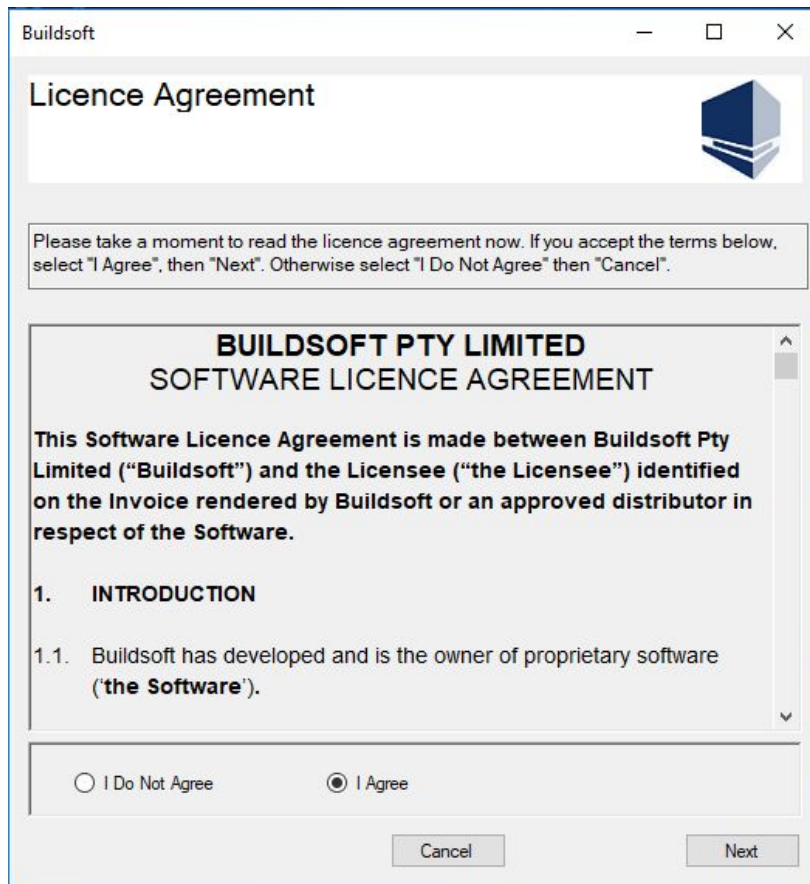 Buildsoft
Licence Agreement
Please take a moment to read the licence agreement now. If you accept the terms below,
select "I Agree", then "Next". Otherwise select "I Do Not Agree" then "Cancel".
BUILDSOFT PTY LIMITED
SOFTWARE LICENCE AGREEMENT
This Software Licence Agreement is made between Buildsoft Pty
Limited (“Buildsoft”) and the Licensee (“the Licensee”) identified
on the Invoice rendered by Buildsoft or an approved distributor in
respect of the Software.
1. INTRODUCTION
1.1. Buildsoft has developed and is the owner of proprietary software
(‘the Software’).
I Do Not Agree
I Agree
Cancel
Next